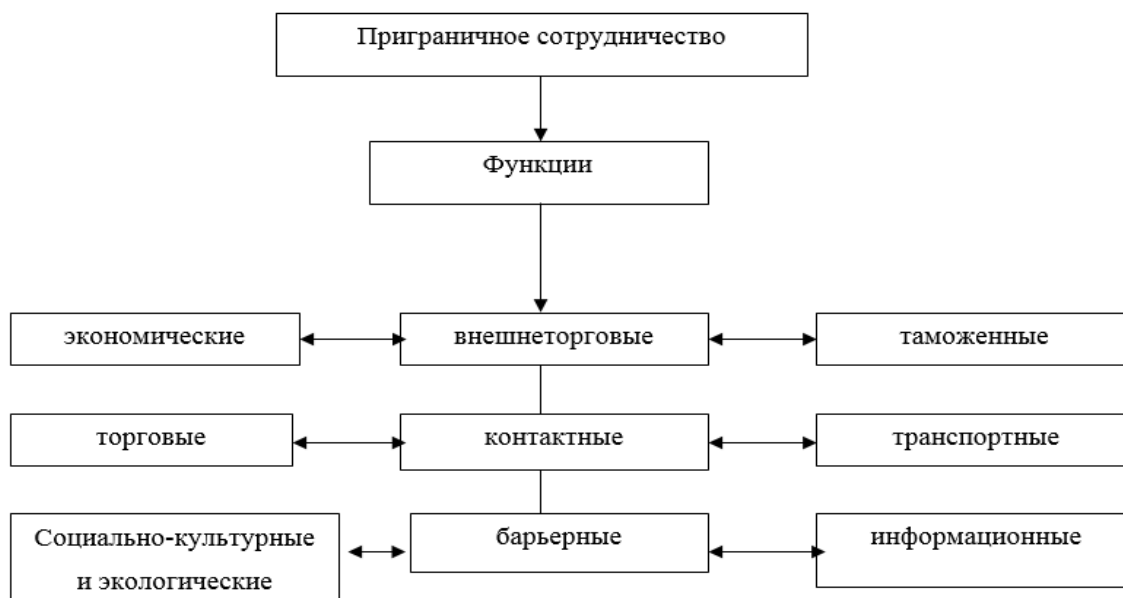 Приграничное сотрудничество
Функции
экономические
внешнеторговые
таможенные
торговые
контактные
транспортные
Социально-культурные
и экологические
барьерные
информационные